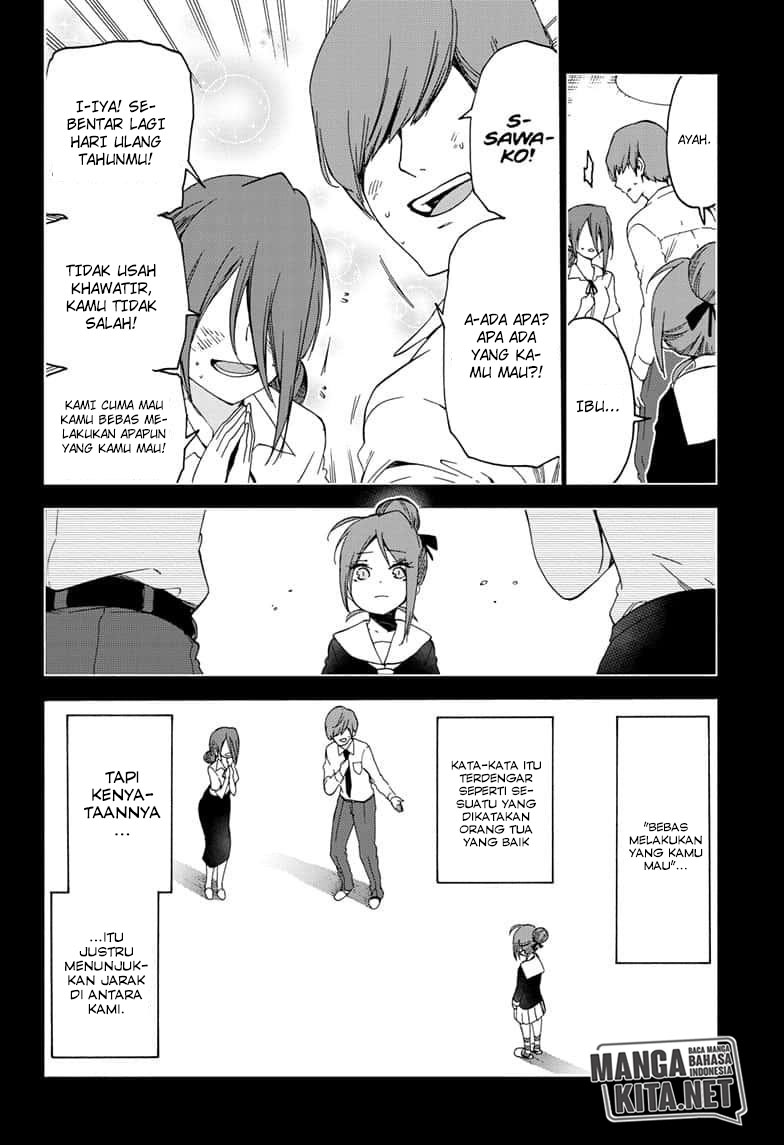 AYAH.
IBU...
S-
SAWA-
KO!
A-ADA APA?
APA ADA
YANG KA-
MU MAU?!
I-IYA! SE-
BENTAR LAGI
HARI ULANG
TAHUNMU!
TIDAK USAH
KHAWATIR,
KAMU TIDAK
SALAH!
KAMI CUMA MAU
KAMU BEBAS ME-
LAKUKAN APAPUN
YANG KAMU MAU!
"BEBAS
MELAKUKAN
YANG KAMU
MAU"...
KATA-KATA ITU
TERDENGAR
SEPERTI SE-
SUATU YANG
DIKATAKAN
ORANG TUA
YANG BAIK
TAPI
KENYA-
TAANNYA
...
...ITU
JUSTRU
MENUNJUK-
KAN JARAK
DI ANTARA
KAMI.
MANGA
KITA.NET
BACA MANGA
BAHASA
INDONESIA